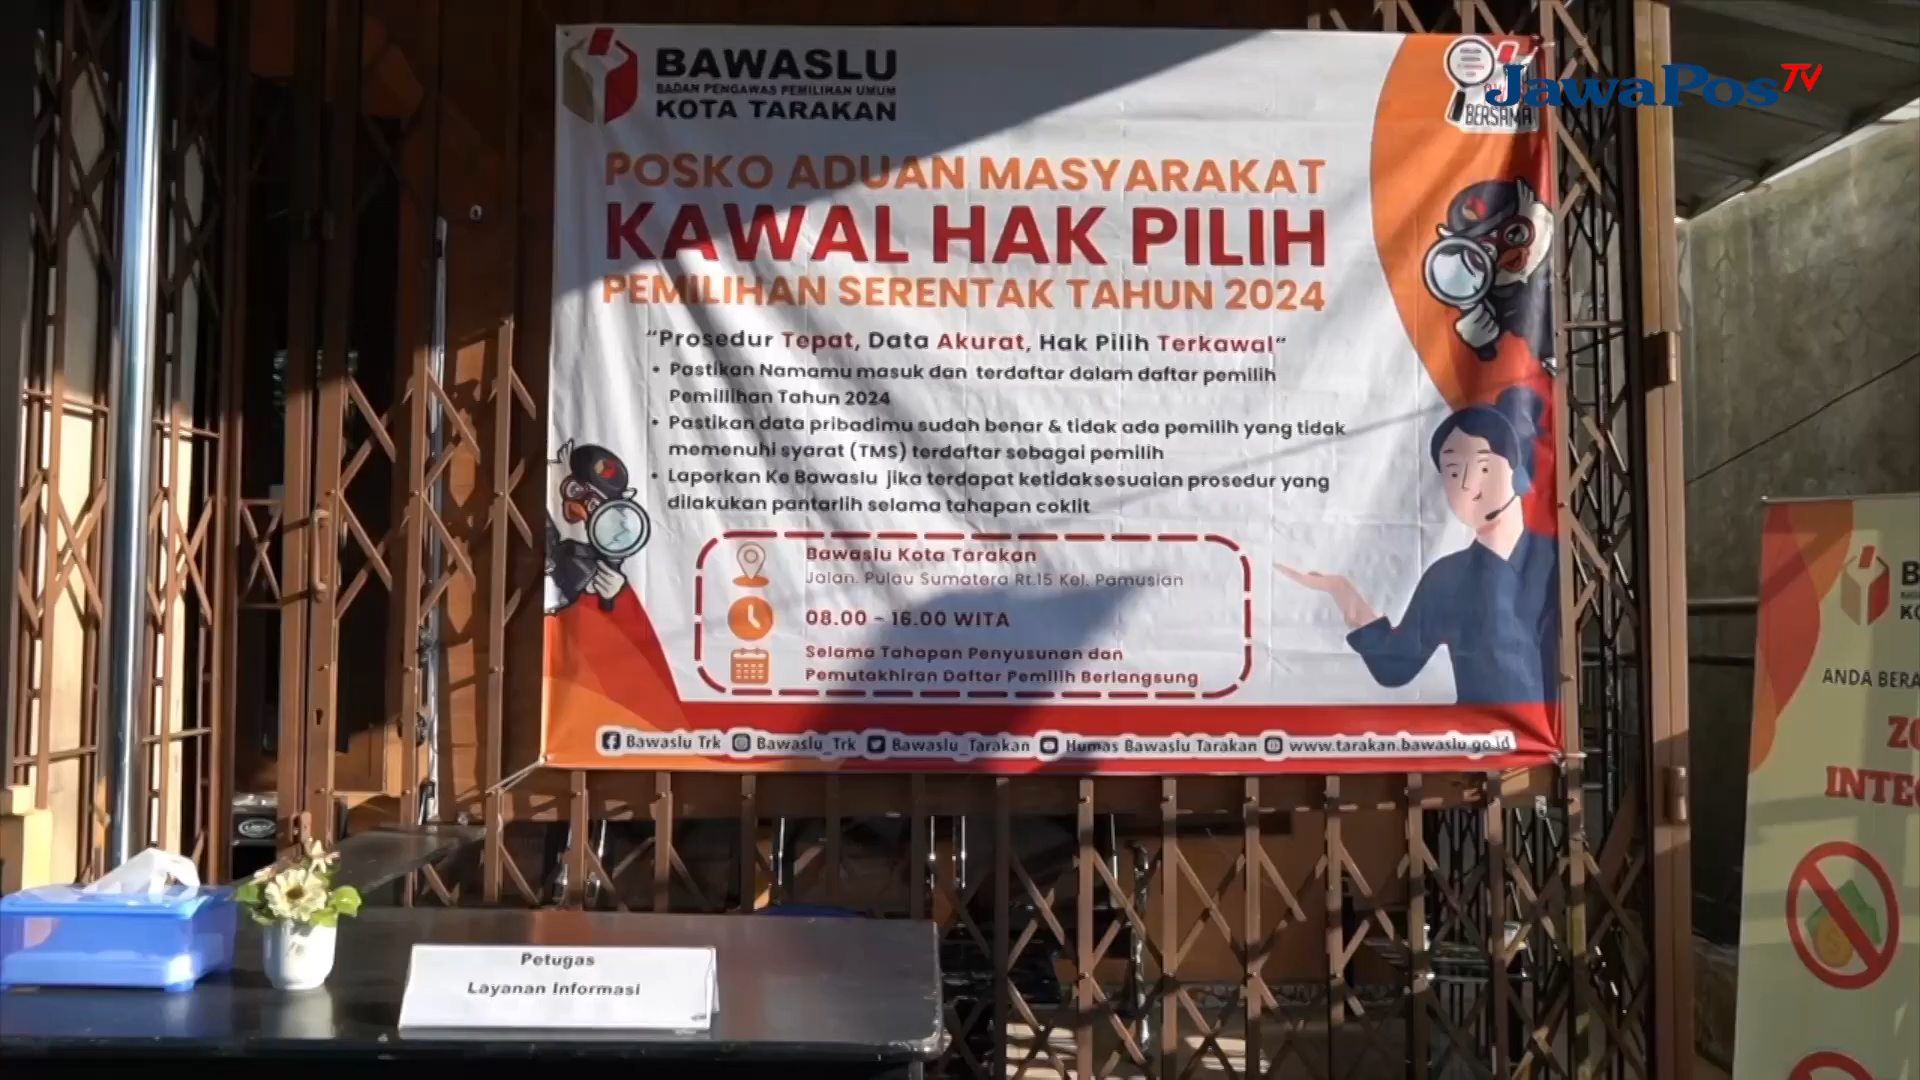 BAWASLU
BADAN PENGAWAS PEMILIHAN UMUM
KOTA TARAKAN
BERSAMA
JawaPos TV
POSKO ADUAN MASYARAKAT
KAWAL HAK PILIH
PEMILIHAN SERENTAK TAHUN 2024
“Prosedur Tepat, Data Akurat, Hak Pilih Terkawal“
• Pastikan Namamu masuk dan terdaftar dalam daftar pemilih
Pemillihan Tahun 2024
• Pastikan data pribadimu sudah benar & tidak ada pemilih yang tidak
memenuhi syarat (TMS) terdaftar sebagai pemilih
• Laporkan Ke Bawaslu jika terdapat ketidaksesuaian prosedur yang
dilakukan pantarlih selama tahapan coklit
Bawaslu Kota Tarakan
Jalan. Pulau Sumatera Rt.15 Kel. Pamusian
08.00 - 16.00 WITA
Selama Tahapan Penyusunan dan
Pemutakhiran Daftar Pemilih Berlangsung
Bawaslu Trk Bawaslu_Trk Bawaslu_Tarakan Humas Bawaslu Tarakan www.tarakan.bawaslu.go.id
Petugas
Layanan Informasi
ANDA BERA
ZO
INTEG